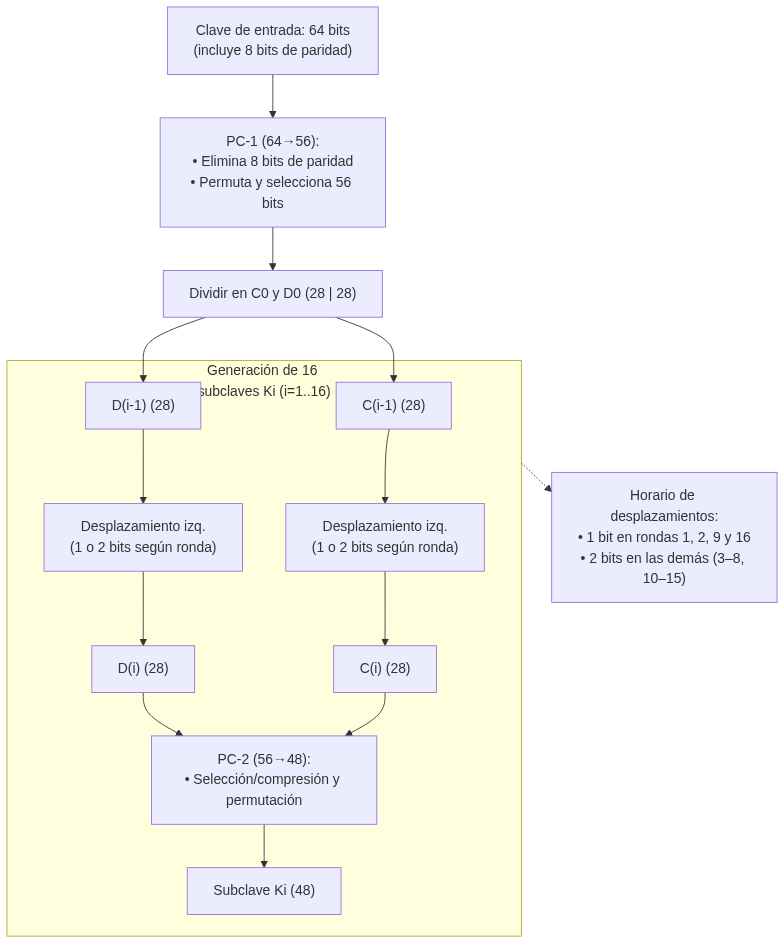 Clave de entrada: 64 bits
(incluye 8 bits de paridad)
PC-1 (64→56):
• Elimina 8 bits de paridad
• Permuta y selecciona 56
bits
Dividir en C0 y D0 (28 | 28)
Generación de 16
subclaves Ki (i=1..16)
D(i-1) (28)
C(i-1) (28)
Desplazamiento izq.
(1 o 2 bits según ronda)
Desplazamiento izq.
(1 o 2 bits según ronda)
Horario de
desplazamientos:
• 1 bit en rondas 1, 2, 9 y 16
• 2 bits en las demás (3–8,
10–15)
D(i) (28)
C(i) (28)
PC-2 (56→48):
• Selección/compresión y
permutación
Subclave Ki (48)